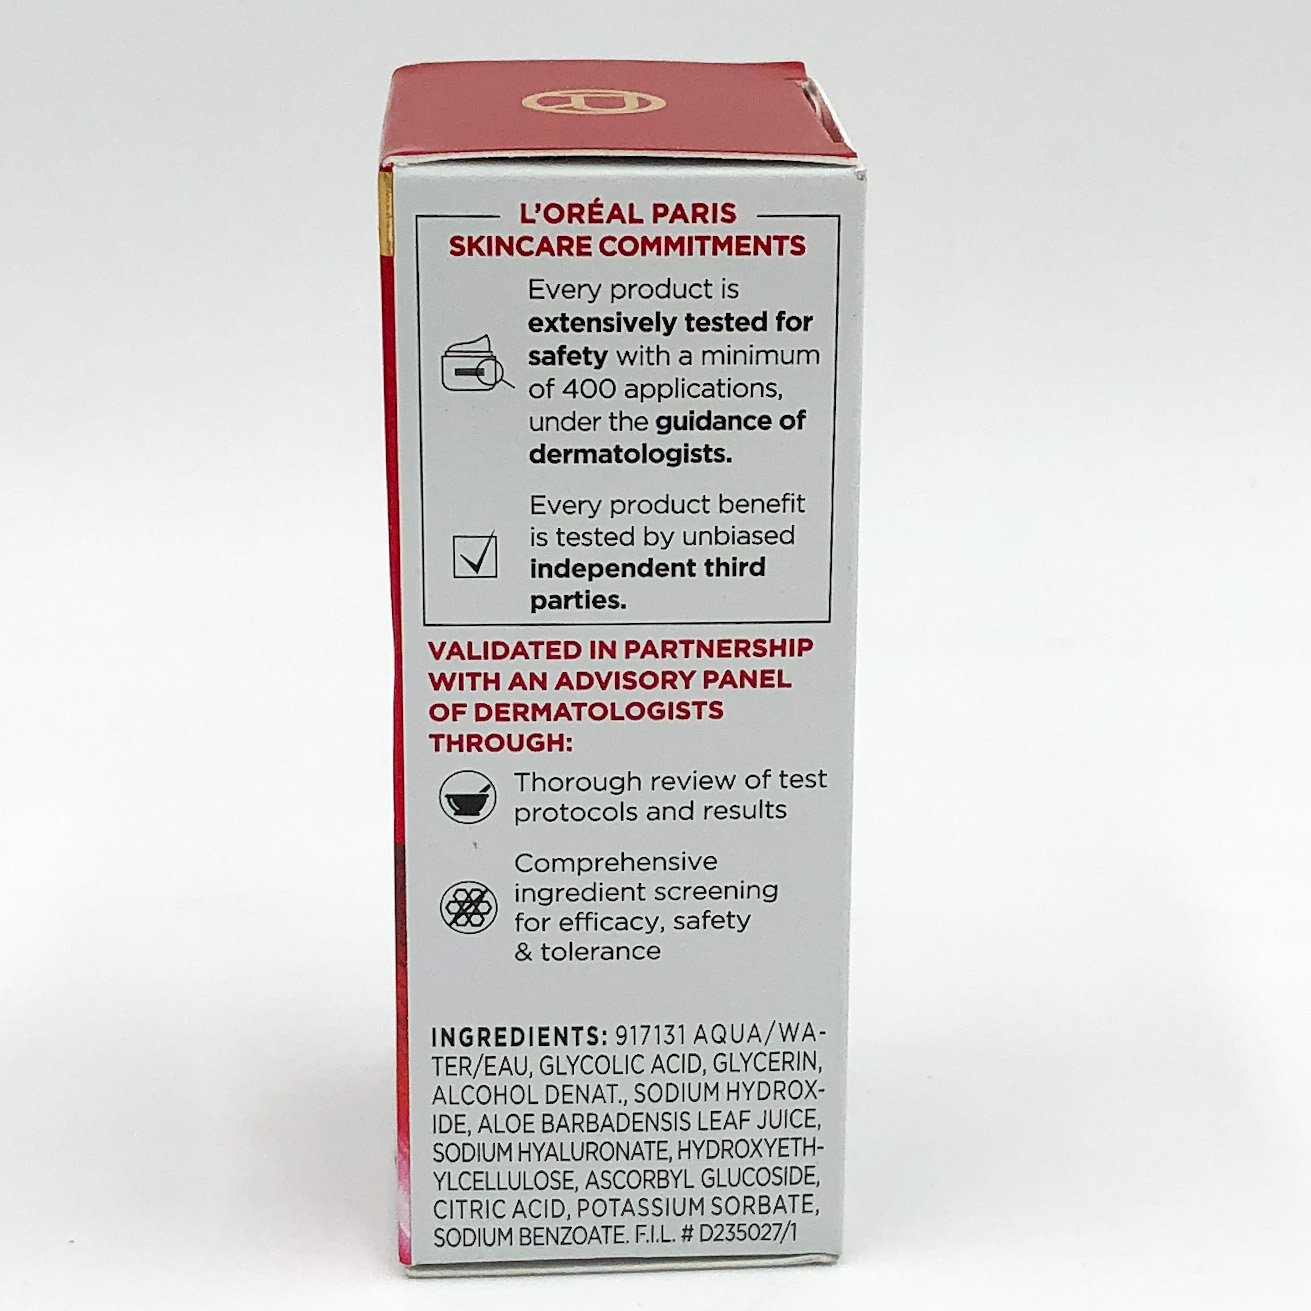 L'ORÉAL PARIS
SKINCARE COMMITMENTS
Every product is
extensively tested for
safety with a minimum
of 400 applications,
under the guidance of
dermatologists.
Every product benefit
is tested by unbiased
independent third
parties.
VALIDATED IN PARTNERSHIP
WITH AN ADVISORY PANEL
OF DERMATOLOGISTS
THROUGH:
Thorough review of test
protocols and results
Comprehensive
ingredient screening
for efficacy, safety
& tolerance
INGREDIENTS: 917131 AQUA/WA-
TER/EAU, GLYCOLIC ACID, GLYCERIN,
ALCOHOL DENAT., SODIUM HYDROX-
IDE, ALOE BARBADENSIS LEAF JUICE,
SODIUM HYALURONATE, HYDROXYETH-
YLCELLULOSE, ASCORBYL GLUCOSIDE,
CITRIC ACID, POTASSIUM SORBATE,
SODIUM BENZOATE. F.I.L. # D235027/1